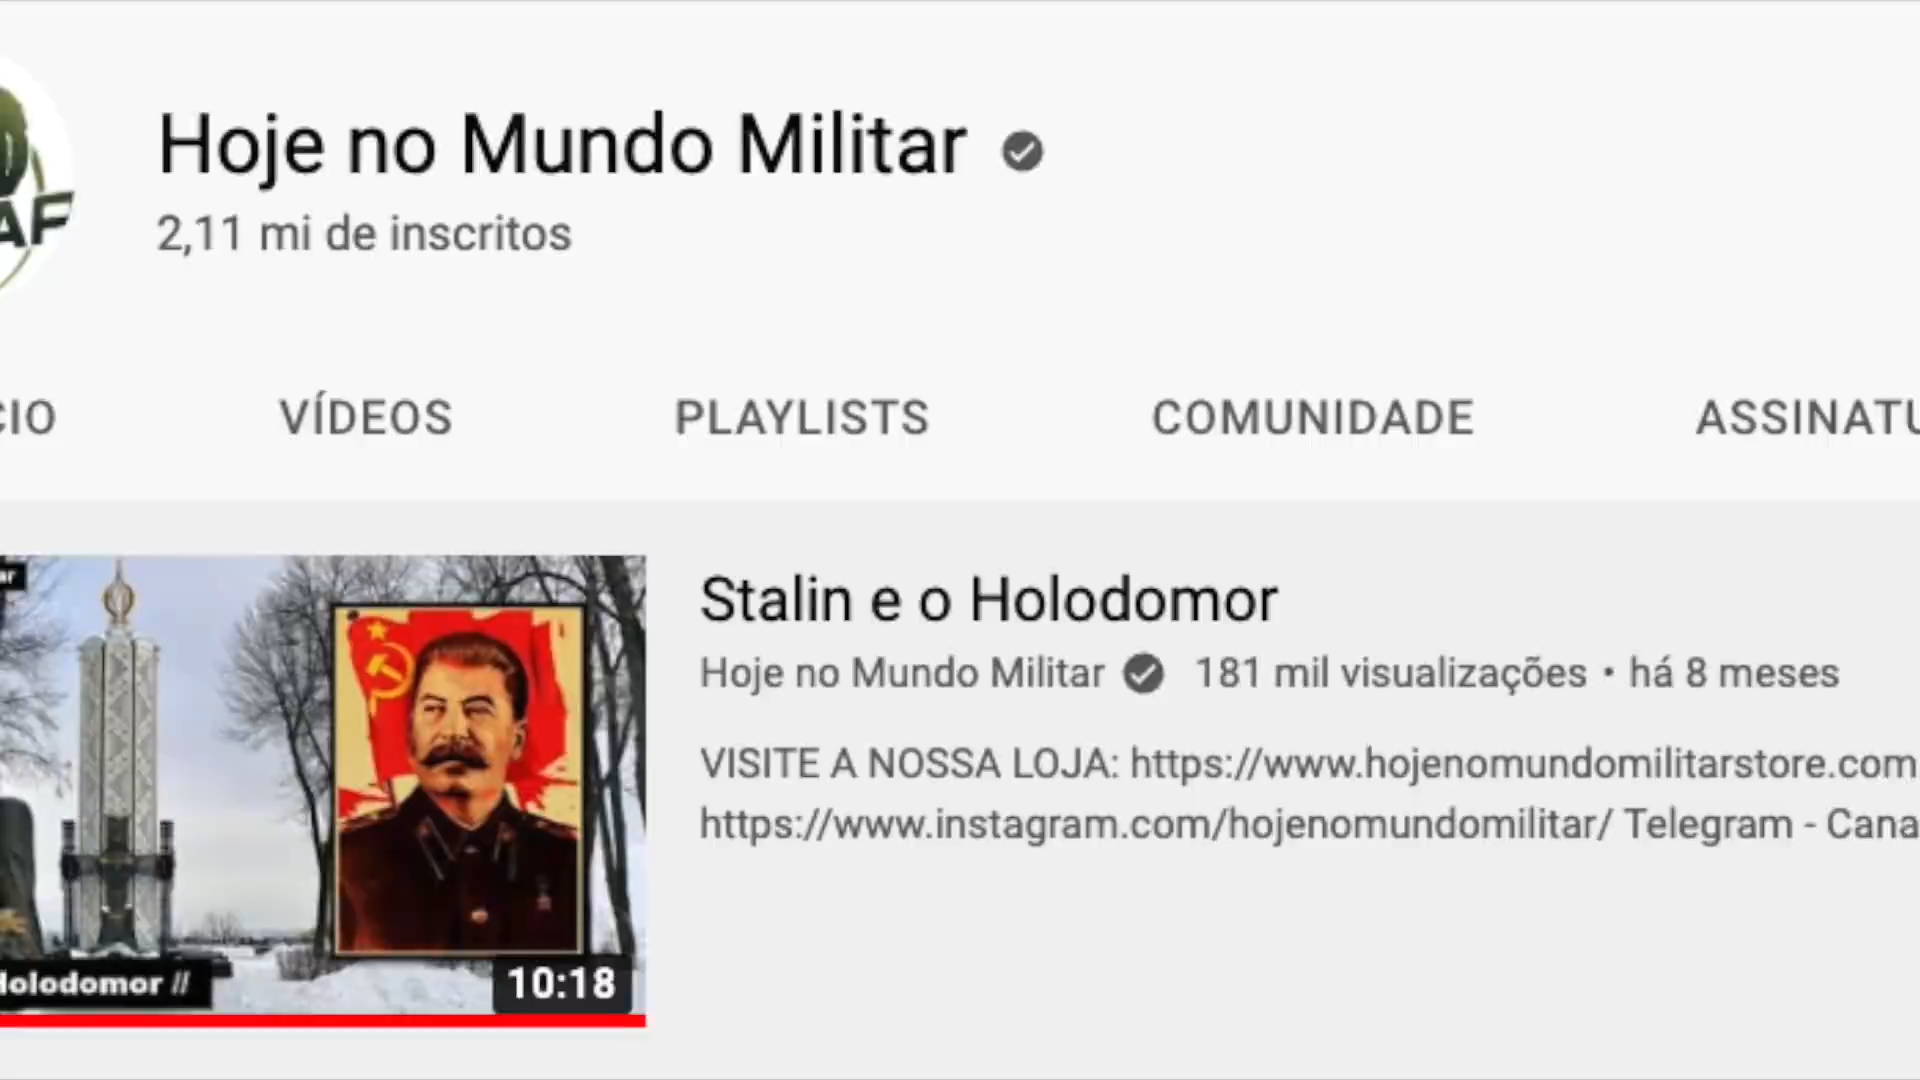 Hoje no Mundo Militar
2,11 mi de inscritos
VÍDEOS PLAYLISTS COMUNIDADE
Stalin e o Holodomor
Hoje no Mundo Militar 181 mil visualizações • há 8 meses
VISITE A NOSSA LOJA: https://www.hojenomundomilitarstore.com
https://www.instagram.com/hojenomundomilitar/ Telegram -
Holodomor //
10:18